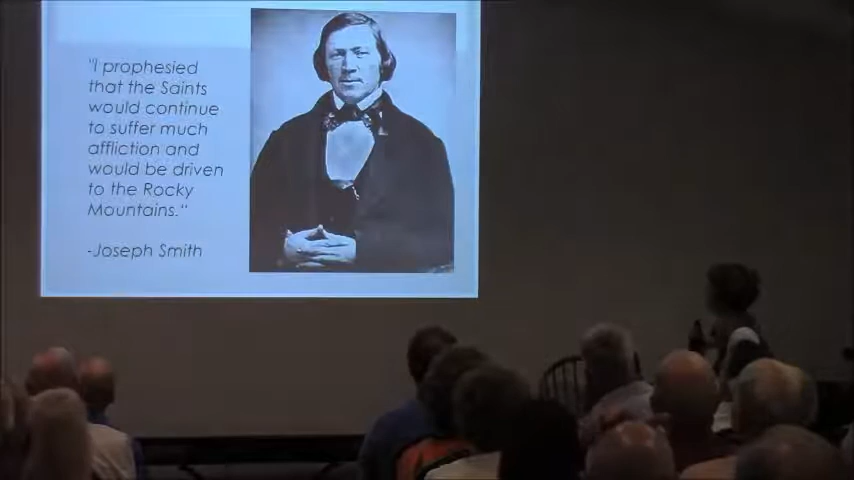 "I prophesied
that the Saints
would continue
to suffer much
affliction and
would be driven
to the Rocky
Mountains."
-Joseph Smith